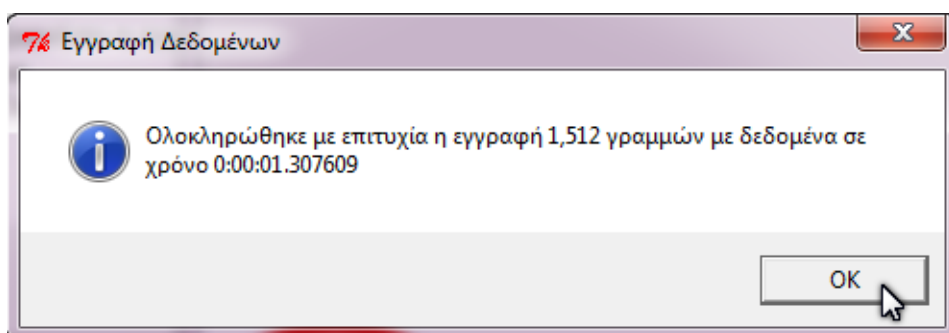 Εγγραφή Δεδομένων
Ολοκληρώθηκε με επιτυχία η εγγραφή 1,512 γραμμών με δεδομένα σε
χρόνο 0:00:01.307609
OK